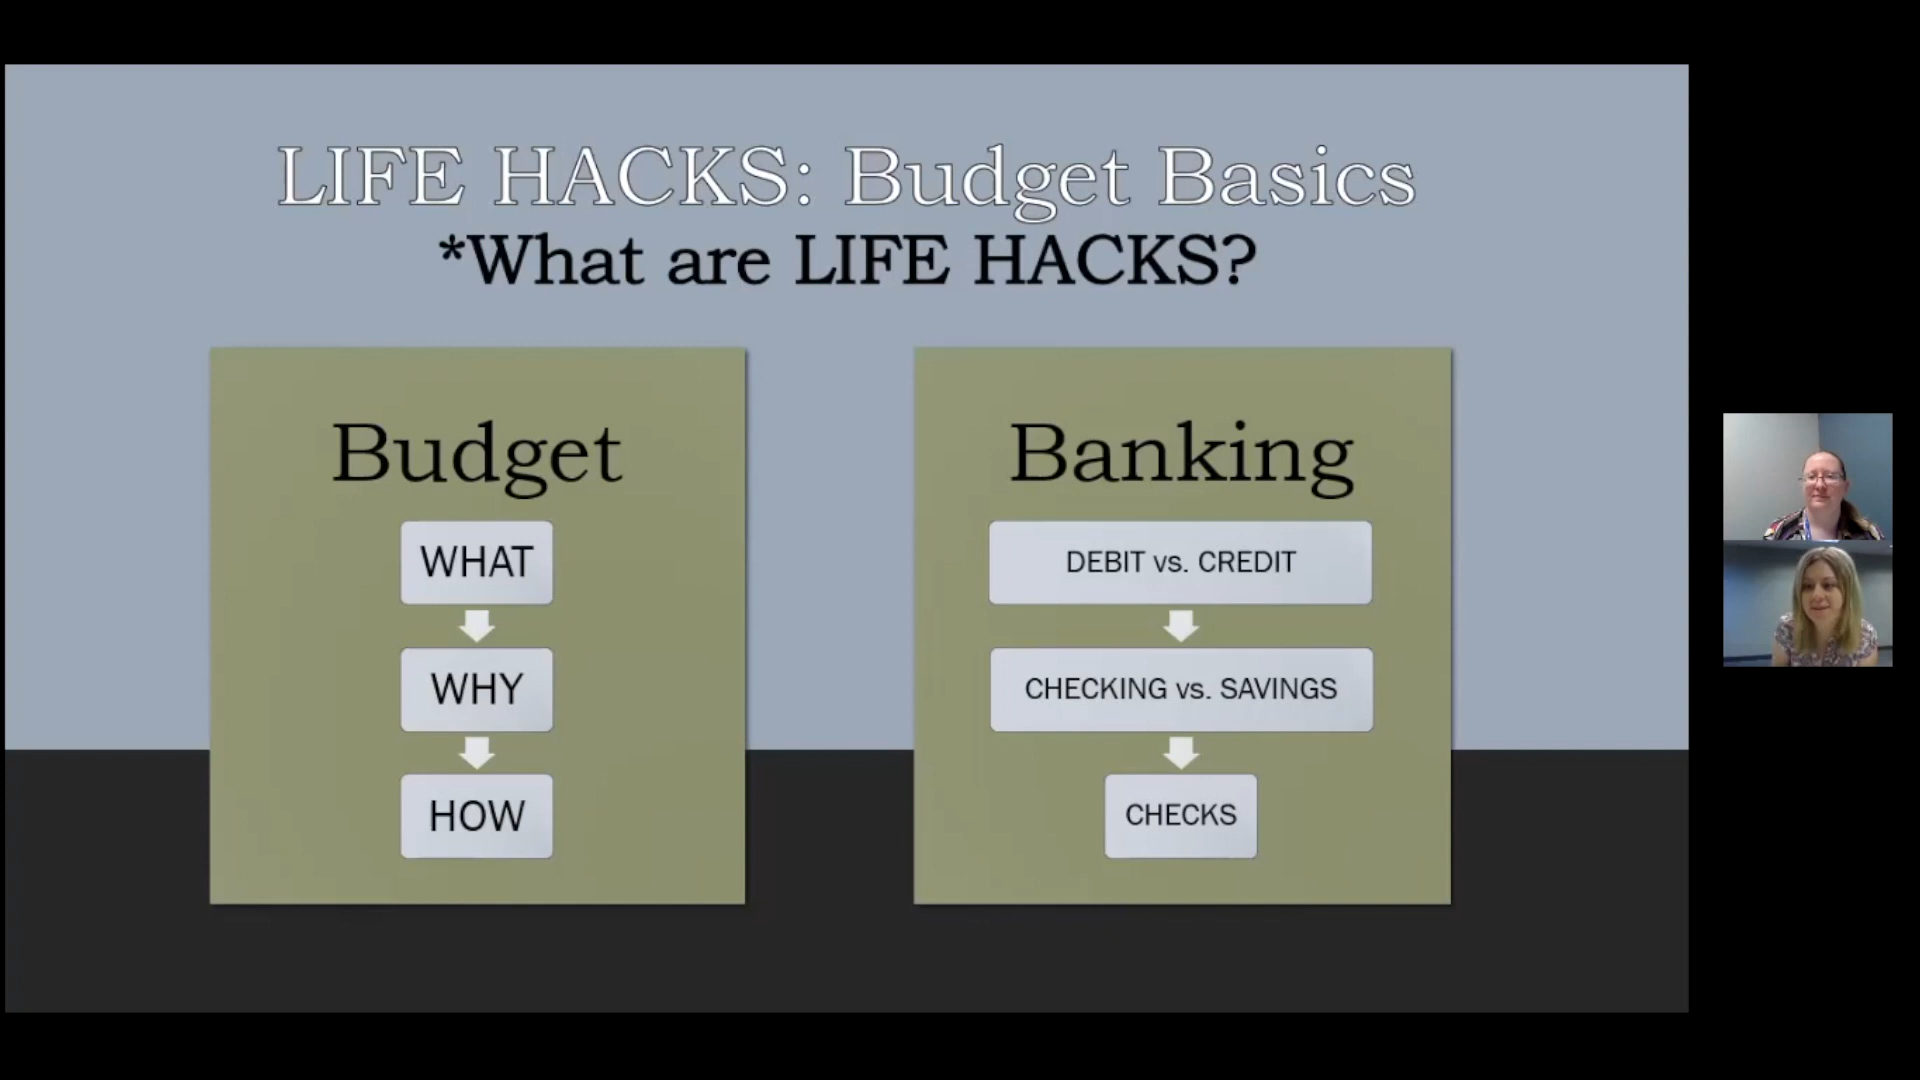 LIFE HACKS: Budget Basics
*What are LIFE HACKS?
Budget
WHAT
WHY
HOW
Banking
DEBIT vs. CREDIT
CHECKING vs. SAVINGS
CHECKS